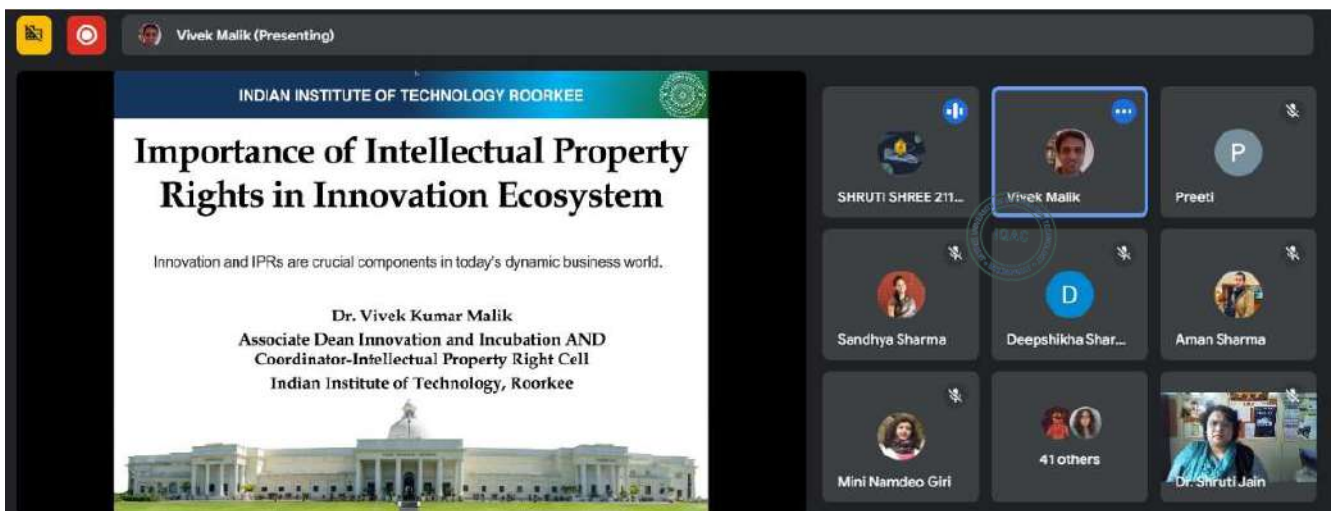 Vivek Malik (Presenting)
INDIAN INSTITUTE OF TECHNOLOGY ROORKEE
Importance of Intellectual Property
Rights in Innovation Ecosystem
Innovation and IPRs are crucial components in today's dynamic business world.
Dr. Vivek Kumar Malik
Associate Dean Innovation and Incubation AND
Coordinator-Intellectual Property Right Cell
Indian Institute of Technology, Roorkee
SHRUTI SHREE 211...
Vivek Malik
P
Preeti
Sandhya Sharma
D
Deepshikha Shar...
Aman Sharma
Mini Namdeo Giri
41 others
Dr. Shruti Jain
IQAC